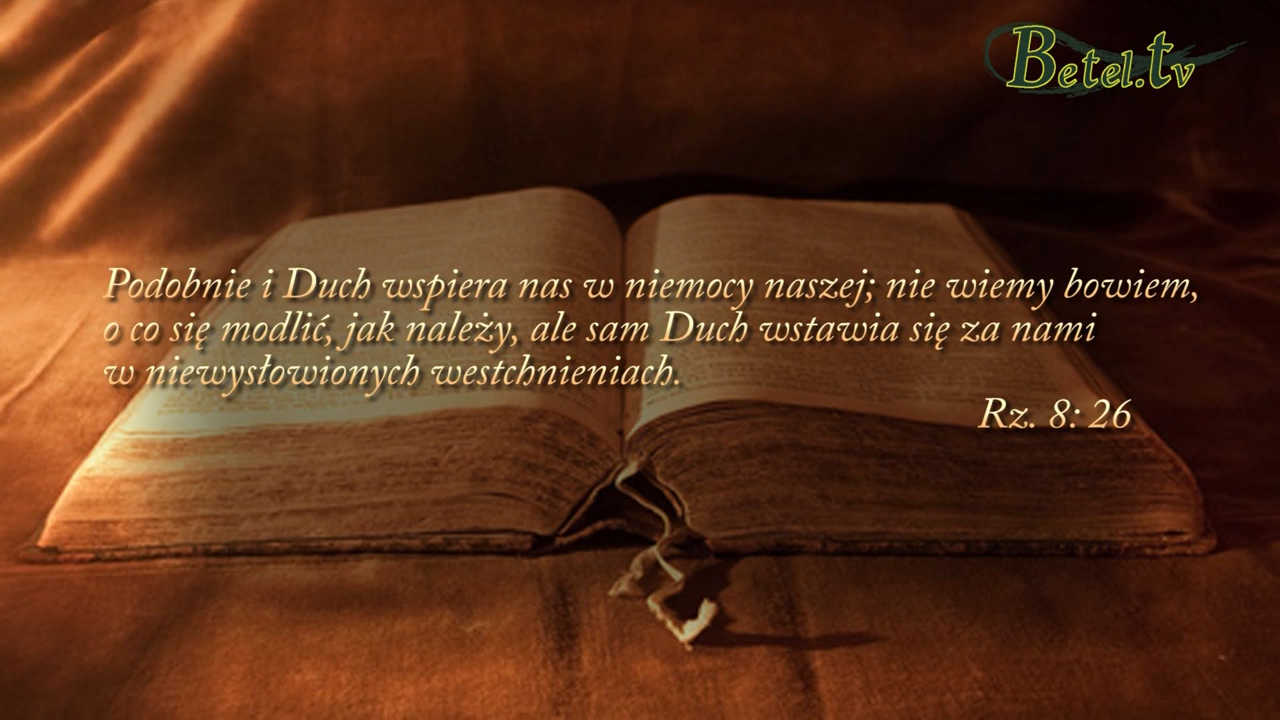 Betel.tv
Podobnie i Duch wspiera nas w niemocy naszej; nie wiemy bowiem,
o co się modlić, jak należy, ale sam Duch wstawia się za nami
w niewysłowionych westchnieniach.
Rz. 8: 26